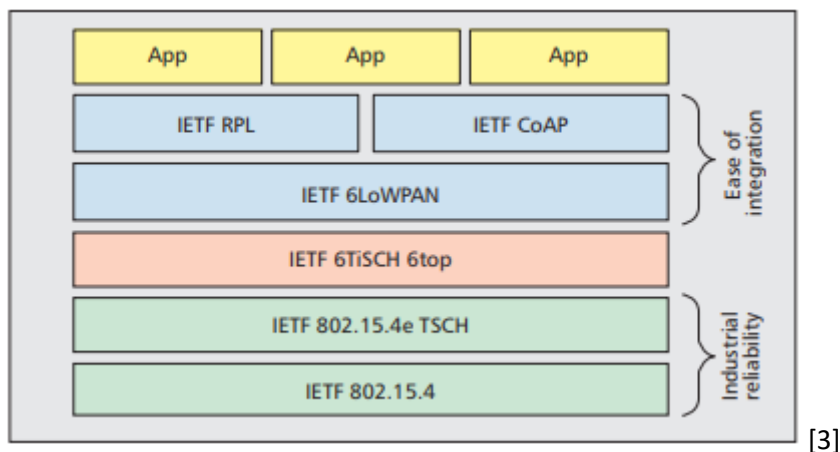 App App App
IETF RPL IETF CoAP
IETF 6LoWPAN
IETF 6TiSCH 6top
IETF 802.15.4e TSCH
IETF 802.15.4
Ease of
integration
Industrial
reliability
[3]